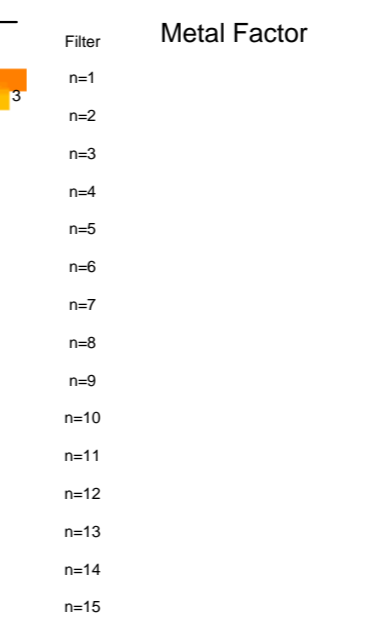 Metal Factor
Filter
n=1
3
n=2
n=3
n=4
n=5
n=6
n=7
n=8
n=9
n=10
n=11
n=12
n=13
n=14
n=15